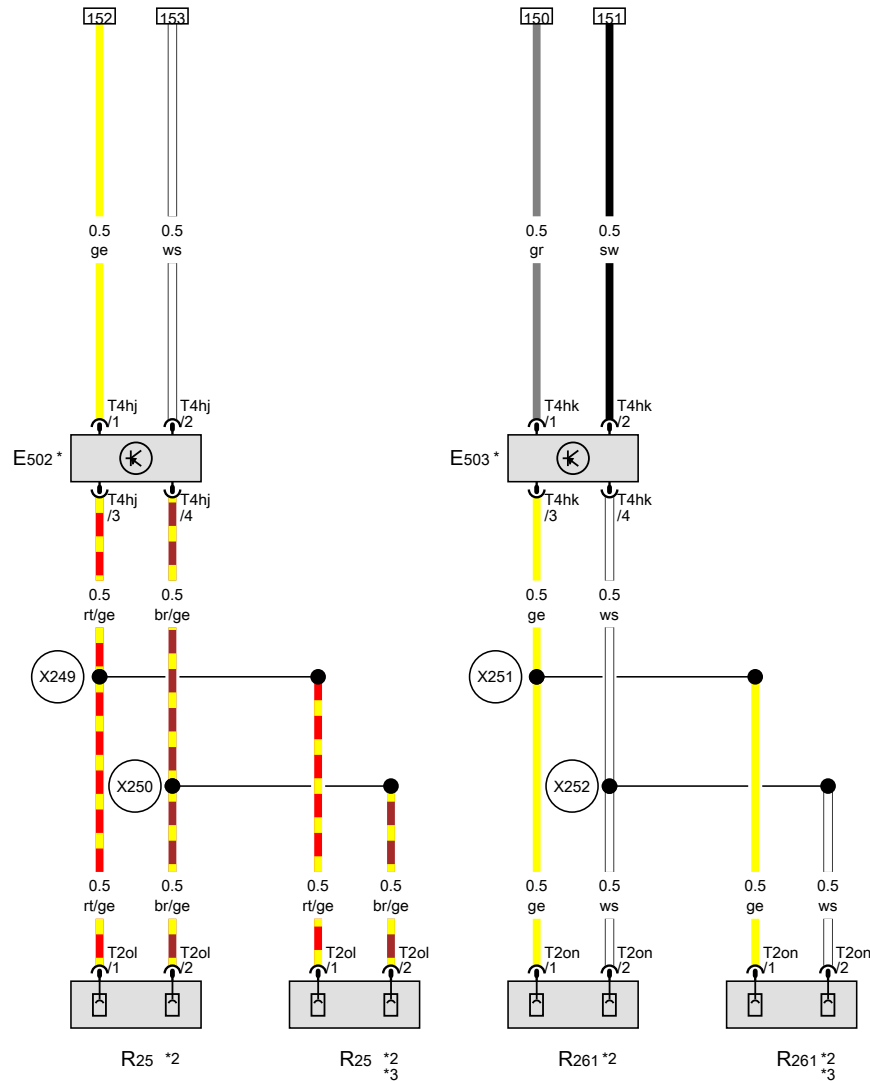 152 153 150 151
0.5 0.5 0.5 0.5
ge ws gr sw
T4hj T4hj T4hk T4hk
/1 /2 /1 /2
E502 * E503 *
T4hj T4hj T4hk T4hk
/3 /4 /3 /4
0.5 0.5 0.5 0.5
rt/ge br/ge ge ws
X249 X251
X250 X252
0.5 0.5 0.5 0.5 0.5 0.5 0.5 0.5
rt/ge br/ge rt/ge br/ge ge ws ge ws
T2ol T2ol T2ol T2ol T2on T2on T2on T2on
/1 /2 /1 /2 /1 /2 /1 /2
R25 *2 R25 *2 R261 *2 R261 *2
*3 *3